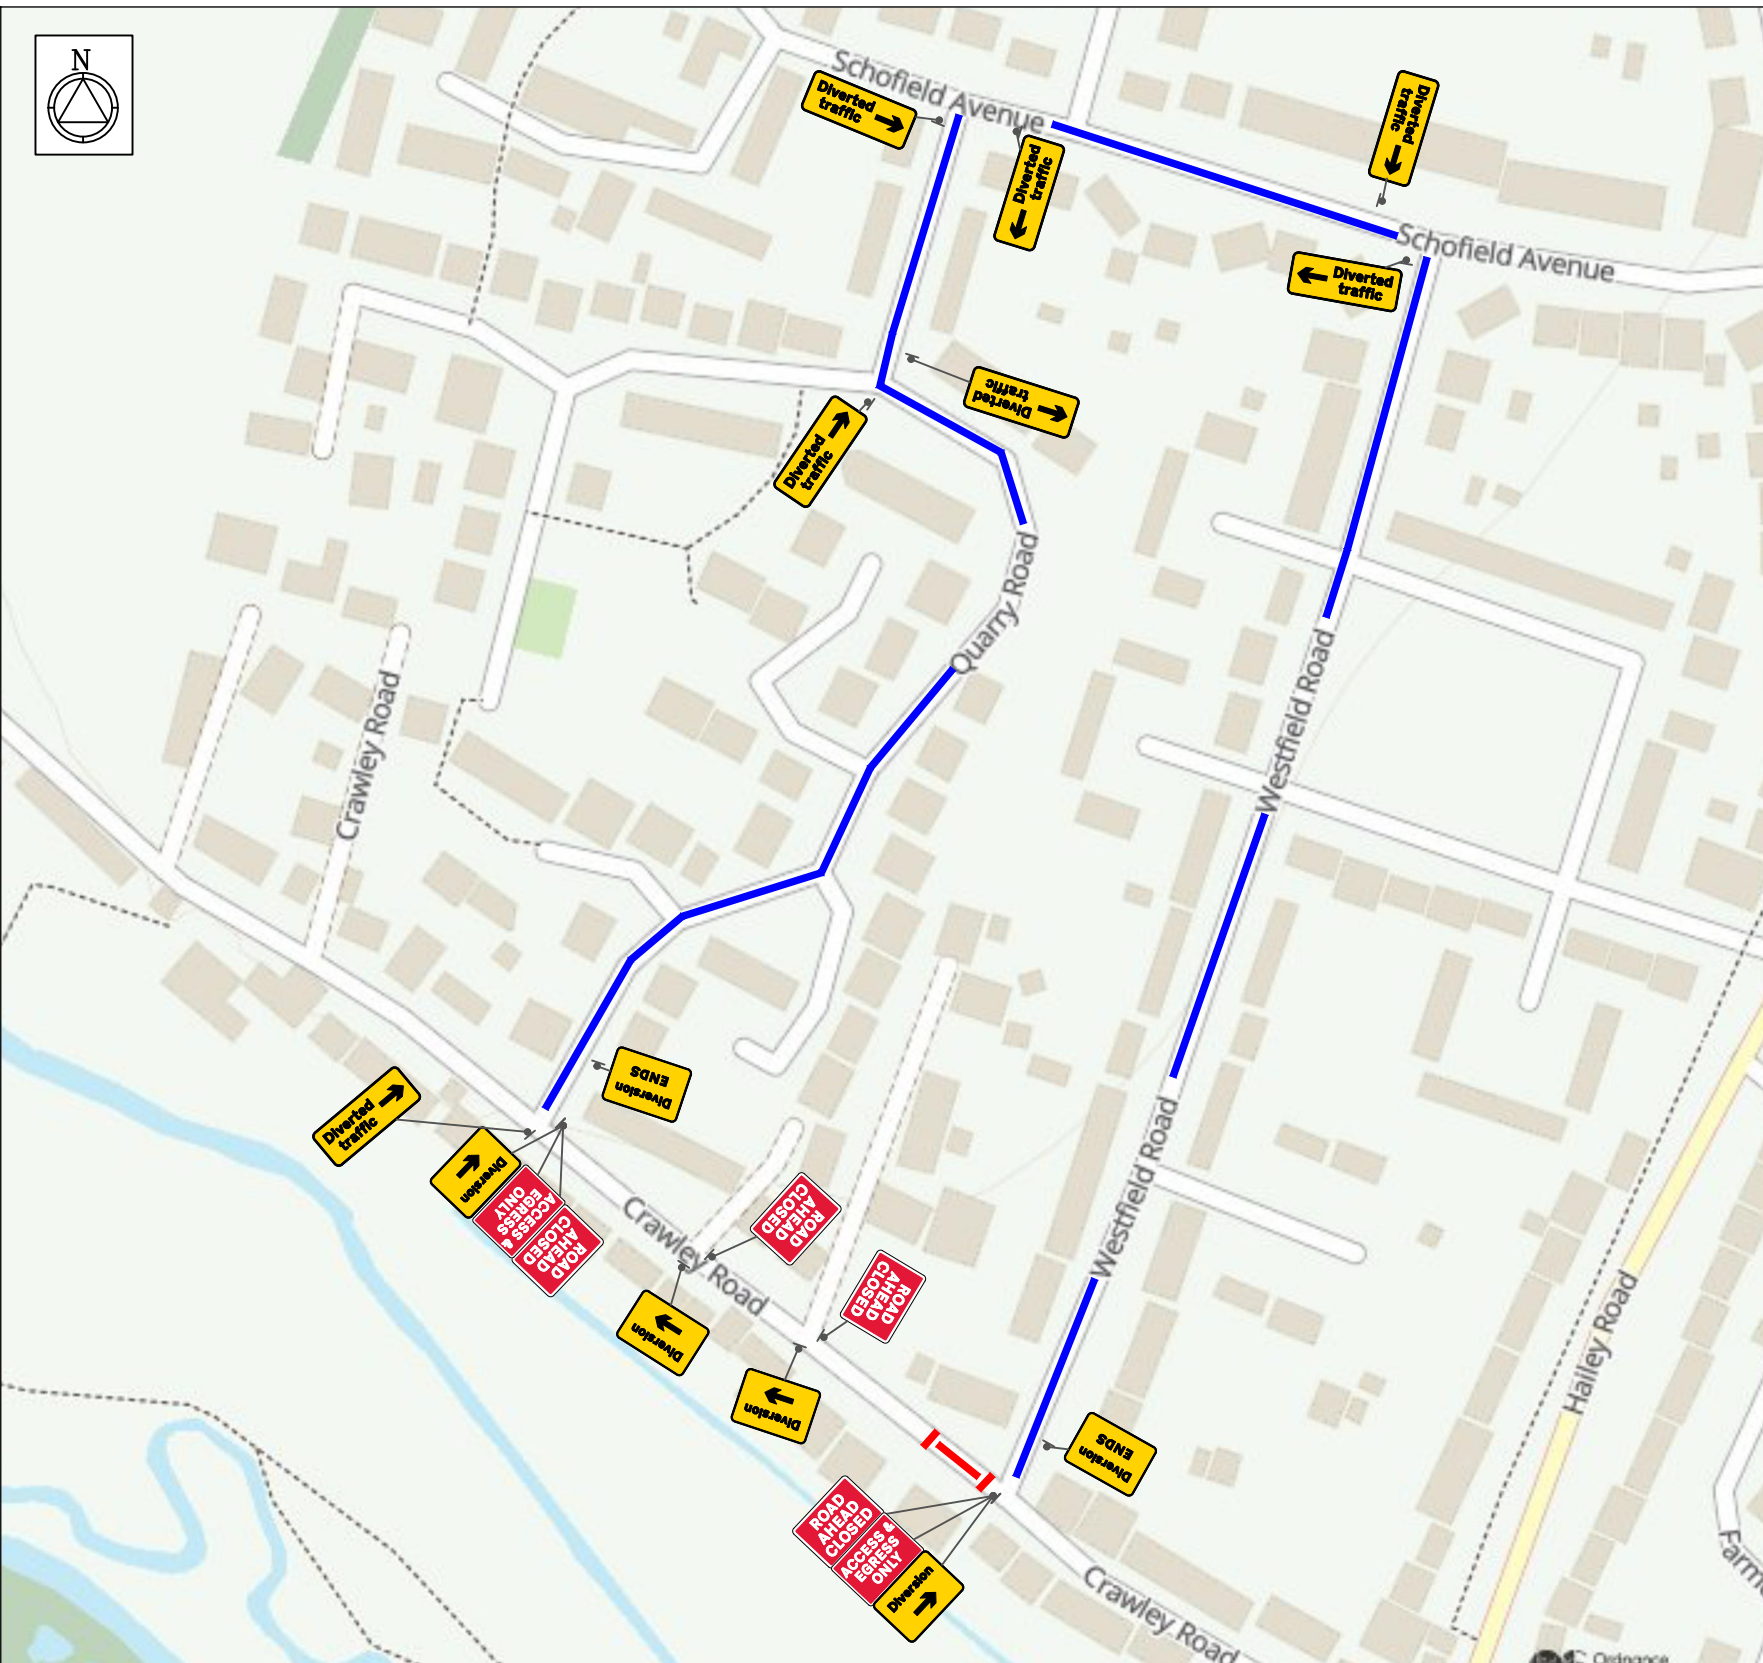 N
Schofield Avenue
Diverted
traffic
Diverted
traffic
Diverted
traffic
Schofield Avenue
Diverted
traffic
Diverted
traffic
Diverted
traffic
Quarry Road
Westfield Road
Crawley Road
Diversion
ENDS
Diverted
traffic
Diversion
ACCESS &
EGRESS
ONLY
ROAD
AHEAD
CLOSED
Crawley Road
ROAD
AHEAD
CLOSED
Diversion
ROAD
AHEAD
CLOSED
Diversion
Westfield Road
Hailey Road
Diversion
ENDS
ROAD
AHEAD
CLOSED
ACCESS &
EGRESS
ONLY
Diversion
Crawley Road